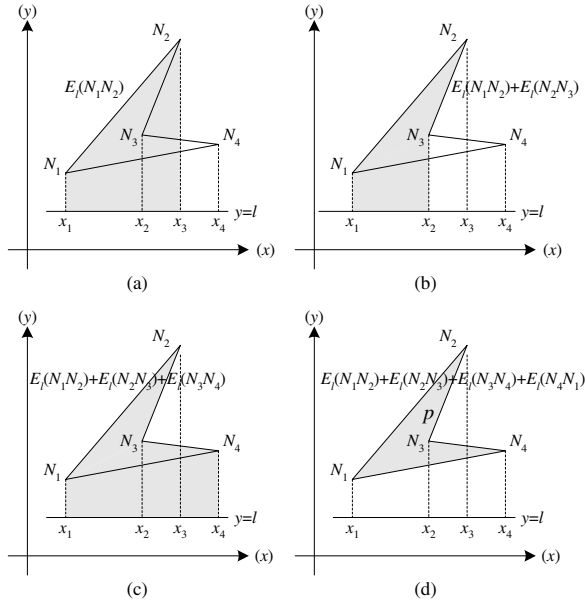 (y)
N2
El(N1N2)
N3
N4
N1
y=l
x1 x2 x3 x4
(x)
(a)
(y)
N2
El(N1N2)+El(N2N3)
N3
N4
N1
y=l
x1 x2 x3 x4
(x)
(b)
(y)
N2
El(N1N2)+El(N2N3)+El(N3N4)
N3
N4
N1
y=l
x1 x2 x3 x4
(x)
(c)
(y)
N2
El(N1N2)+El(N2N3)+El(N3N4)+El(N4N1)
p
N3
N4
N1
y=l
x1 x2 x3 x4
(x)
(d)